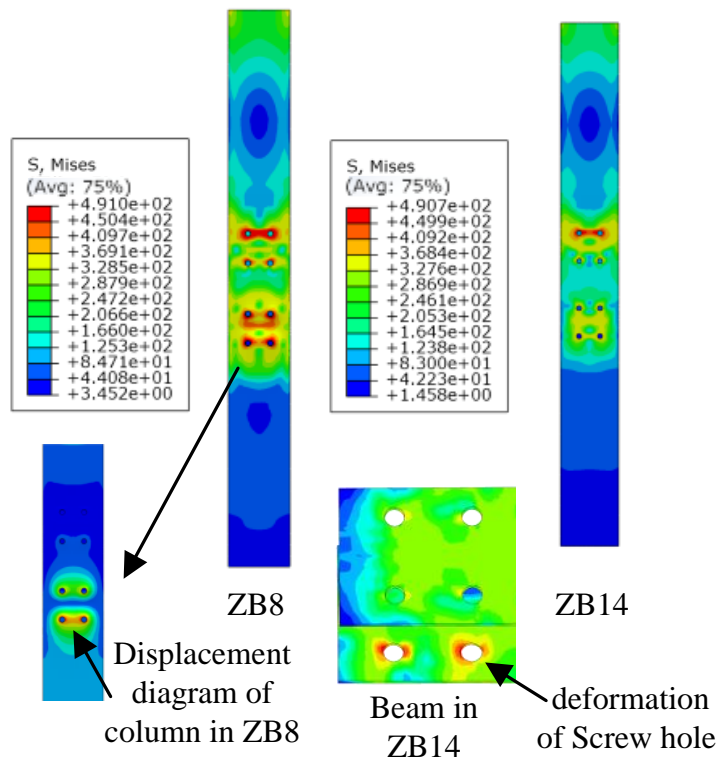 S, Mises
(Avg: 75%)
+4.910e+02
+4.504e+02
+4.097e+02
+3.691e+02
+3.285e+02
+2.879e+02
+2.472e+02
+2.066e+02
+1.660e+02
+1.253e+02
+8.471e+01
+4.408e+01
+3.452e+00
S, Mises
(Avg: 75%)
+4.907e+02
+4.499e+02
+4.092e+02
+3.684e+02
+3.276e+02
+2.869e+02
+2.461e+02
+2.053e+02
+1.645e+02
+1.238e+02
+8.300e+01
+4.223e+01
+1.458e+00
ZB8
ZB14
Displacement
diagram of
column in ZB8
Beam in
ZB14
deformation
of Screw hole